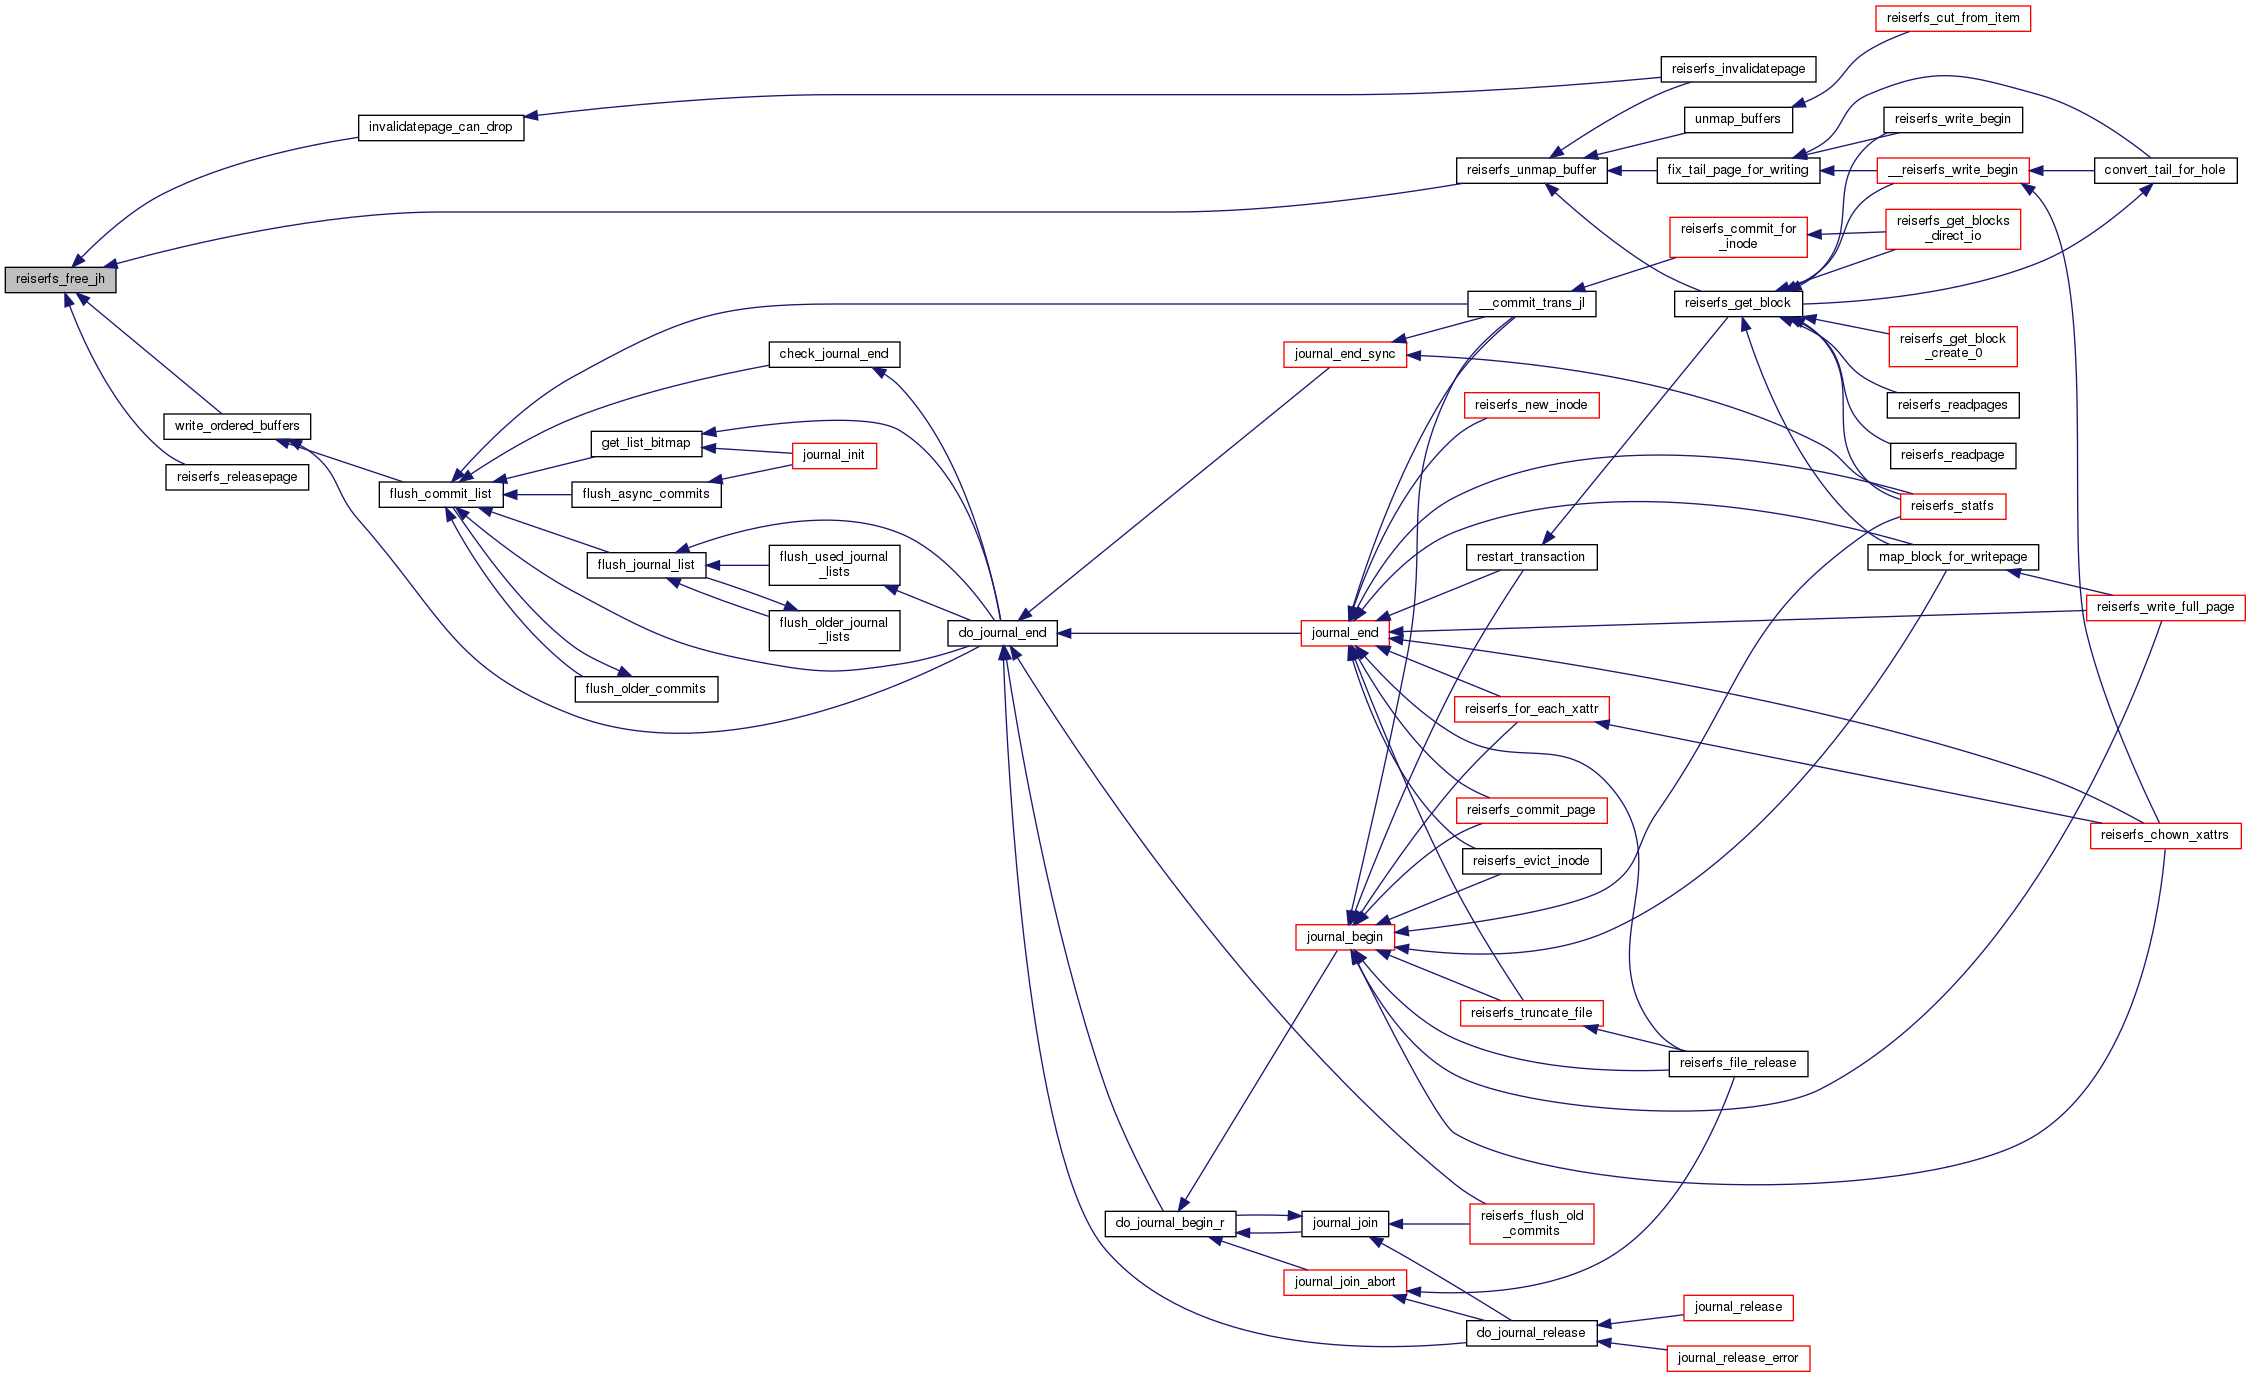 reiserfs_cut_from_item
reiserfs_invalidatepage
invalidatepage_can_drop
unmap_buffers
reiserfs_write_begin
reiserfs_unmap_buffer
fix_tail_page_for_writing
__reiserfs_write_begin
convert_tail_for_hole
reiserfs_commit_for
_inode
reiserfs_get_blocks
_direct_io
reiserfs_free_jh
__commit_trans_jl
reiserfs_get_block
reiserfs_get_block
_create_0
check_journal_end
journal_end_sync
reiserfs_new_inode
reiserfs_readpages
write_ordered_buffers
get_list_bitmap
journal_init
reiserfs_readpage
reiserfs_releasepage
flush_commit_list
flush_async_commits
reiserfs_statfs
flush_journal_list
flush_used_journal
_lists
restart_transaction
map_block_for_writepage
flush_older_journal
_lists
do_journal_end
journal_end
reiserfs_write_full_page
flush_older_commits
reiserfs_for_each_xattr
reiserfs_commit_page
reiserfs_chown_xattrs
reiserfs_evict_inode
journal_begin
reiserfs_truncate_file
reiserfs_file_release
do_journal_begin_r
journal_join
reiserfs_flush_old
_commits
journal_join_abort
journal_release
do_journal_release
journal_release_error